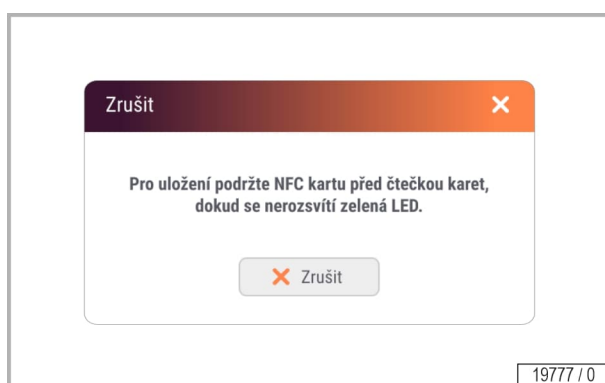 Zrušit
Pro uložení podržte NFC kartu před čtečkou karet,
dokud se nerozsvítí zelená LED.
Zrušit
19777 / 0